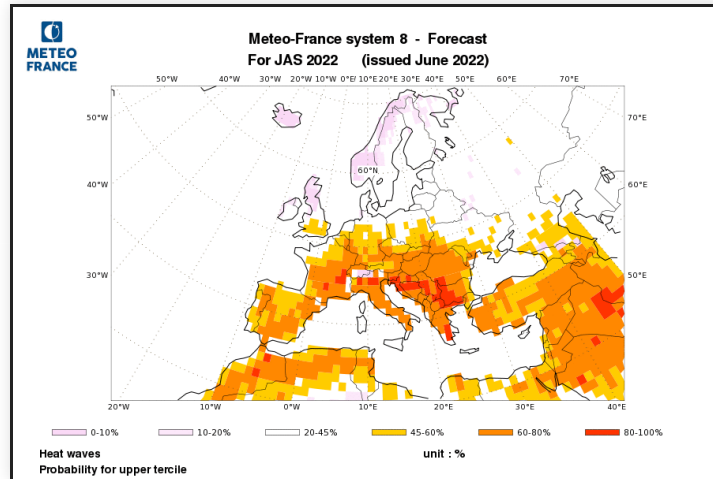 METEO
FRANCE
Meteo-France system 8 - Forecast
For JAS 2022 (issued June 2022)
50°W 40°W 30°W 20°W 10°W 0°E/ 10°E 20°E 30°E 40°E 50°E 60°E 70°E
50°W 70°E
60°N
40°W 60°E
30°W 50°E
20°W 10°W 0°W 10°E 20°E 30°E 40°E
0-10% 10-20% 20-45% 45-60% 60-80% 80-100%
Heat waves unit : %
Probability for upper tercile